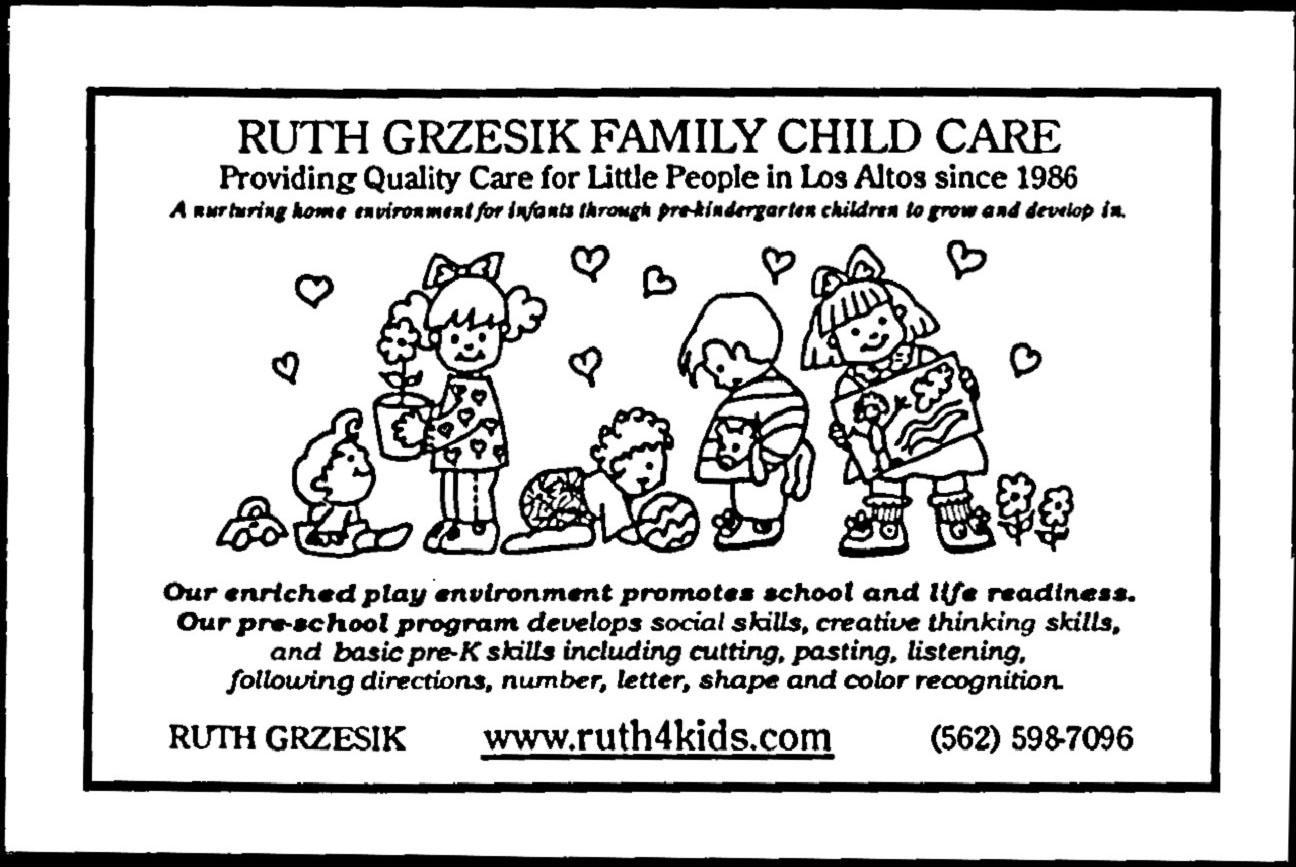 RUTH GRZESIK FAMILY CHILD CARE
Providing Quality Care for Little People in Los Altos since 1986
A nurturing home environment for infants through pre-kindergarten children to grow and develop in.
Our enriched play environment promotes school and life readiness.
Our pre-school program develops social skills, creative thinking skills,
and basic pre-K skills including cutting, pasting, listening,
following directions, number, letter, shape and color recognition.
RUTH GRZESIK www.ruth4kids.com (562) 598-7096